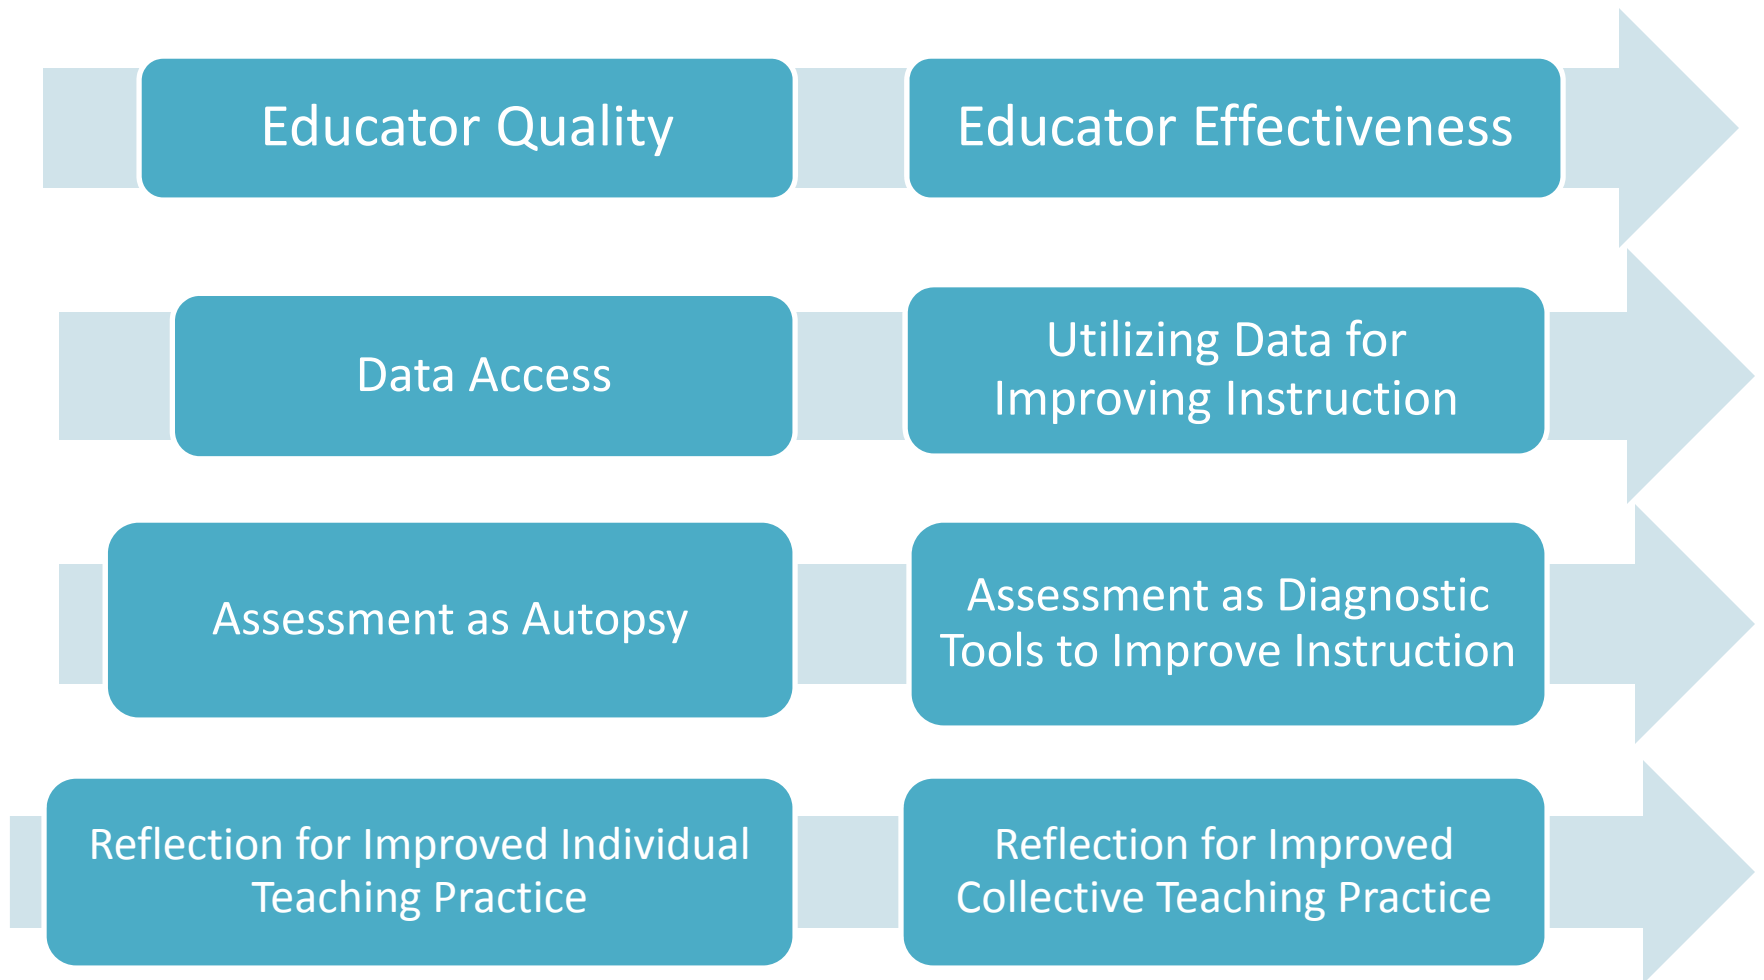 Educator Quality
Educator Effectiveness
Data Access
Utilizing Data for
Improving Instruction
Assessment as Autopsy
Assessment as Diagnostic
Tools to Improve Instruction
Reflection for Improved Individual
Teaching Practice
Reflection for Improved
Collective Teaching Practice